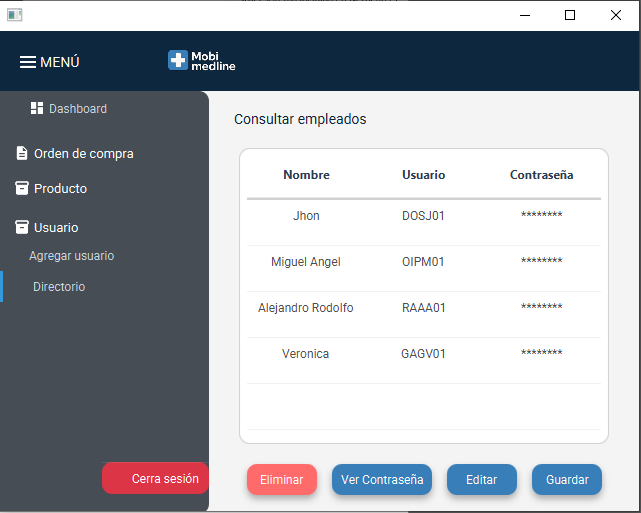 MENÚ
Mobi
medline
Dashboard
Orden de compra
Producto
Usuario
Agregar usuario
Directorio
Cerra sesión
Consultar empleados
Nombre Usuario Contraseña
Jhon DOSJ01 ********
Miguel Angel OIPM01 ********
Alejandro Rodolfo RAAA01 ********
Veronica GAGV01 ********
Eliminar Ver Contraseña Editar Guardar